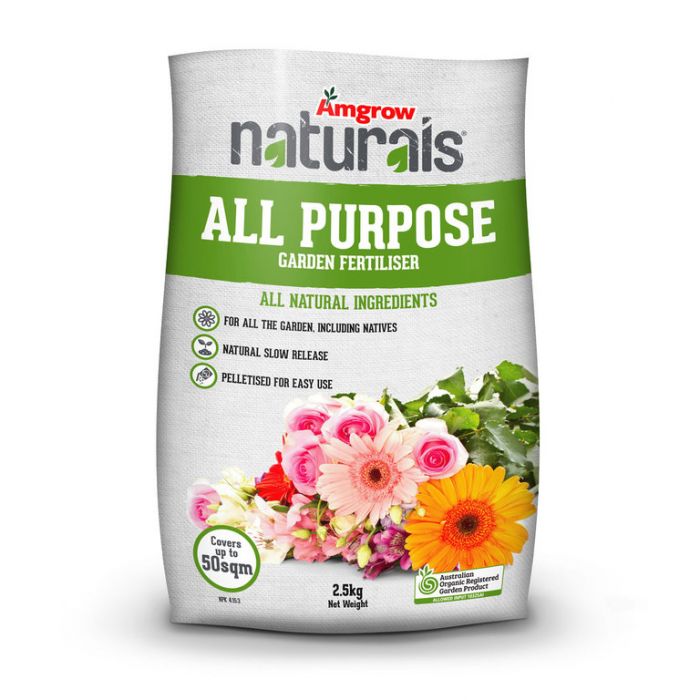 Amgrow
naturals®
ALL PURPOSE
GARDEN FERTILISER
ALL NATURAL INGREDIENTS
FOR ALL THE GARDEN, INCLUDING NATIVES
NATURAL SLOW RELEASE
PELLETISED FOR EASY USE
Covers
up to
50sqm
2.5kg
Net Weight
Australian
Organic Registered
Garden Product